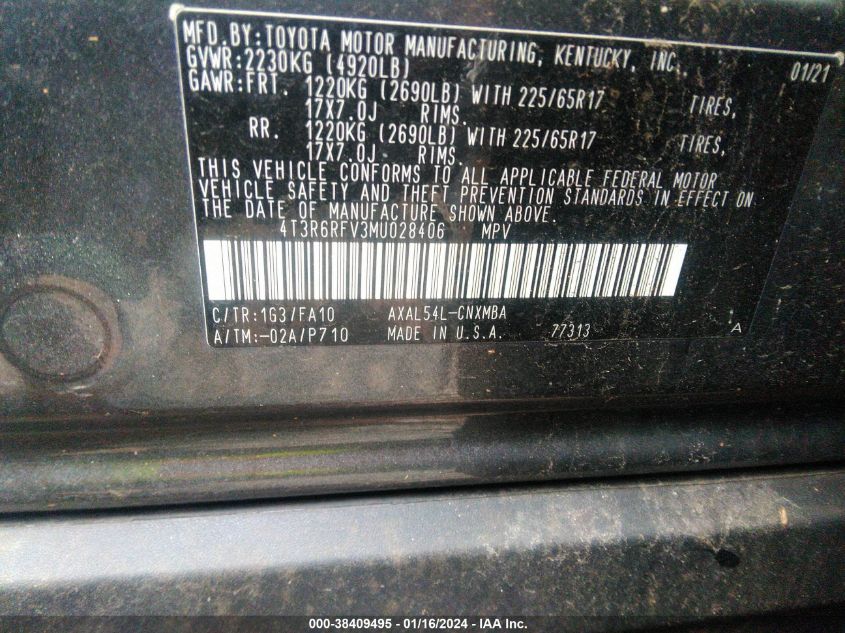 MFD.BY:TOYOTA MOTOR MANUFACTURING, KENTUCKY, INC.,
GVWR:2230KG (4920LB) 01/21
GAWR:FRT. 1220KG (2690LB) WITH 225/65R17 TIRES,
17X7.0J RIMS.
RR. 1220KG (2690LB) WITH 225/65R17 TIRES,
17X7.0J RIMS.
THIS VEHICLE CONFORMS TO ALL APPLICABLE FEDERAL MOTOR
VEHICLE SAFETY AND THEFT PREVENTION STANDARDS IN EFFECT ON
THE DATE OF MANUFACTURE SHOWN ABOVE.
4T3R6RFV3MU028406 MPV
C/TR:1G3/FA10 AXAL54L-CNXMBA
A/TM:-02A/P710 MADE IN U.S.A. 77313 A
000-38409495 - 01/16/2024 - IAA Inc.